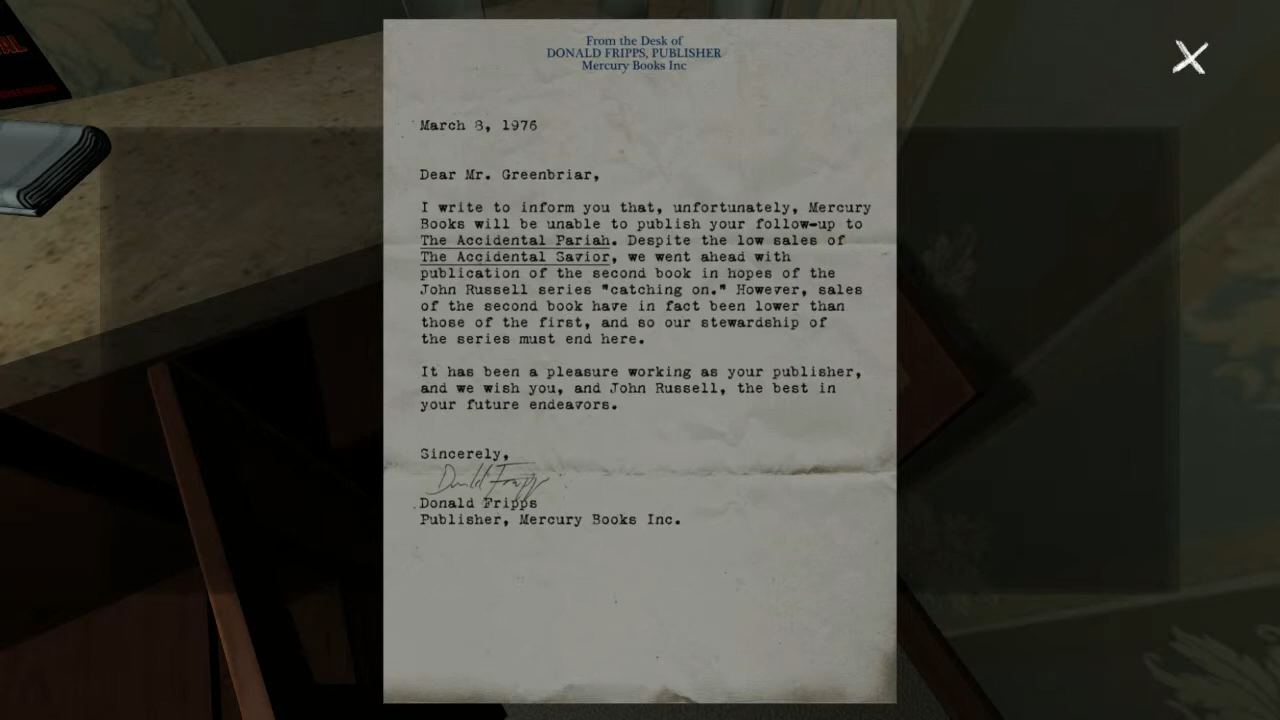 From the Desk of
DONALD FRIPPS, PUBLISHER
Mercury Books Inc
March 8, 1976
Dear Mr. Greenbriar,
I write to inform you that, unfortunately, Mercury
Books will be unable to publish your follow-up to
The Accidental Pariah. Despite the low sales of
The Accidental Savior, we went ahead with
publication of the second book in hopes of the
John Russell series "catching on." However, sales
of the second book have in fact been lower than
those of the first, and so our stewardship of
the series must end here.
It has been a pleasure working as your publisher,
and we wish you, and John Russell, the best in
your future endeavors.
Sincerely,
Donald Fripps
Donald Fripps
Publisher, Mercury Books Inc.